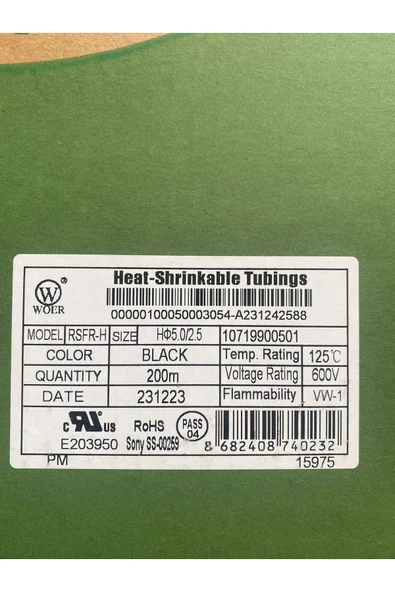 Heat-Shrinkable Tubings
W ®
WOER
00000100050003054-A231242588
MODEL RSFR-H SIZE HΦ5.0/2.5 10719900501
COLOR BLACK Temp. Rating 125℃
QUANTITY 200m Voltage Rating 600V
DATE 231223 Flammability VW-1
c RU us RoHS PASS 04
E203950 Sony SS-00259 8 682408 740232
PM 15975